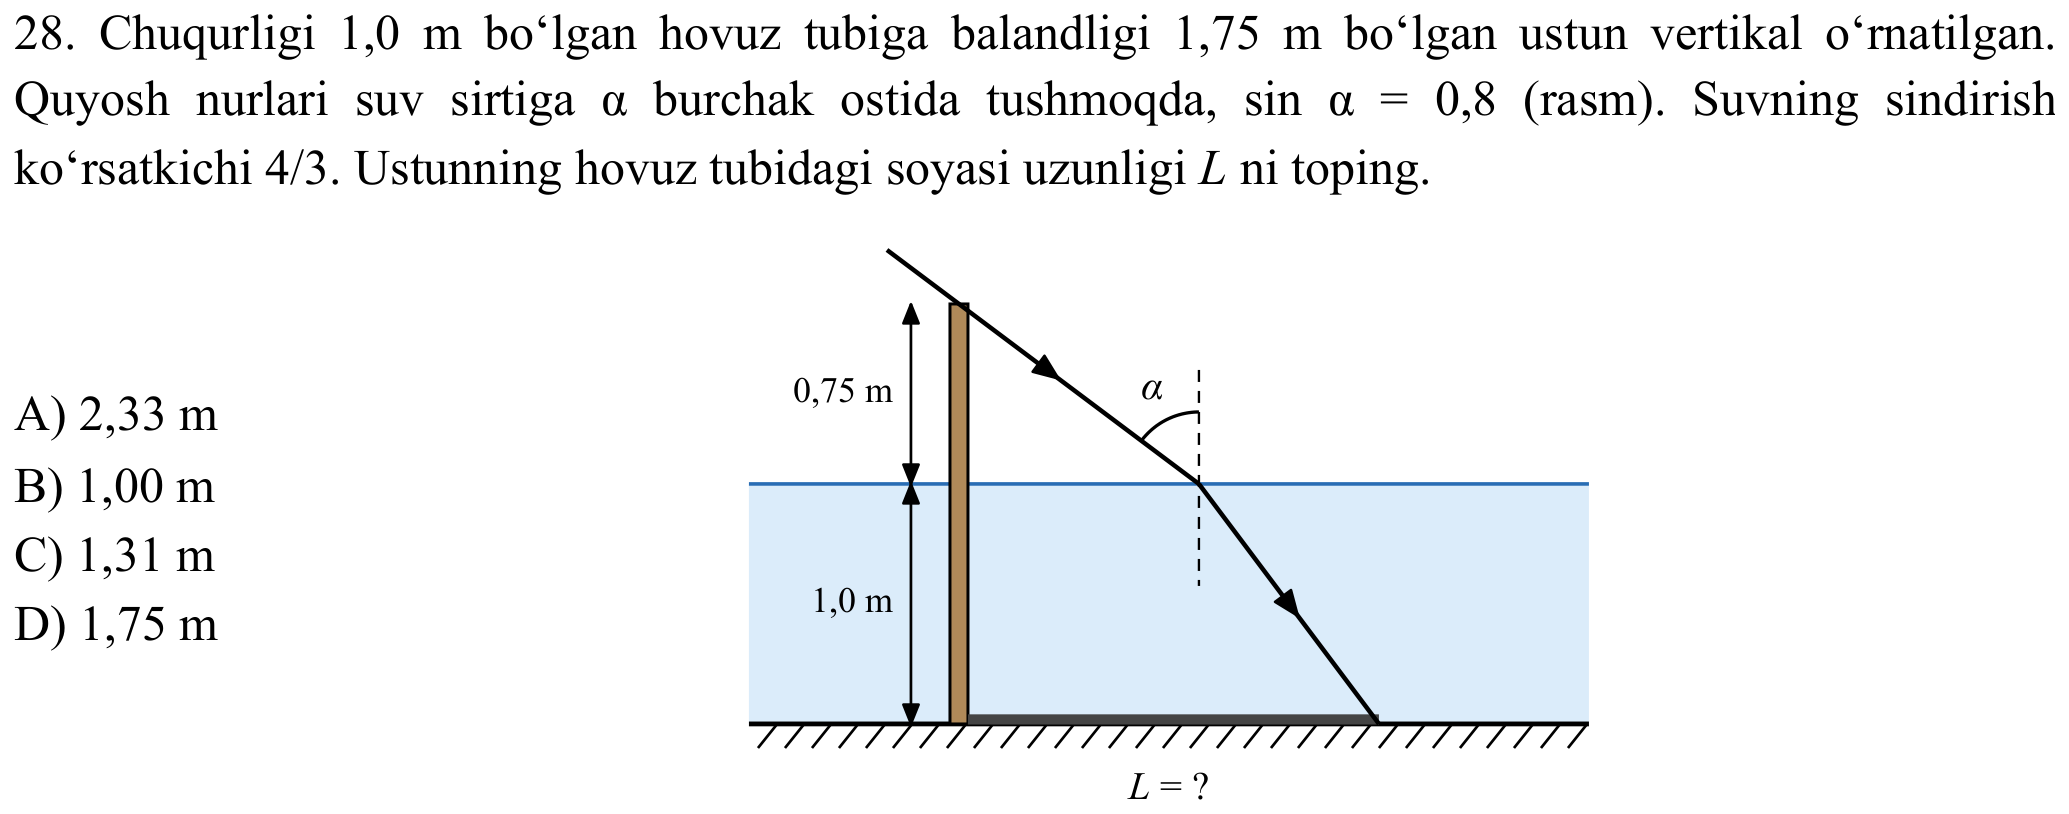 28. Chuqurligi 1,0 m bo‘lgan hovuz tubiga balandligi 1,75 m bo‘lgan ustun vertikal o‘rnatilgan.
Quyosh nurlari suv sirtiga α burchak ostida tushmoqda, sin α = 0,8 (rasm). Suvning sindirish
ko‘rsatkichi 4/3. Ustunning hovuz tubidagi soyasi uzunligi L ni toping.
0,75 m
α
A) 2,33 m
B) 1,00 m
C) 1,31 m
D) 1,75 m
1,0 m
L = ?